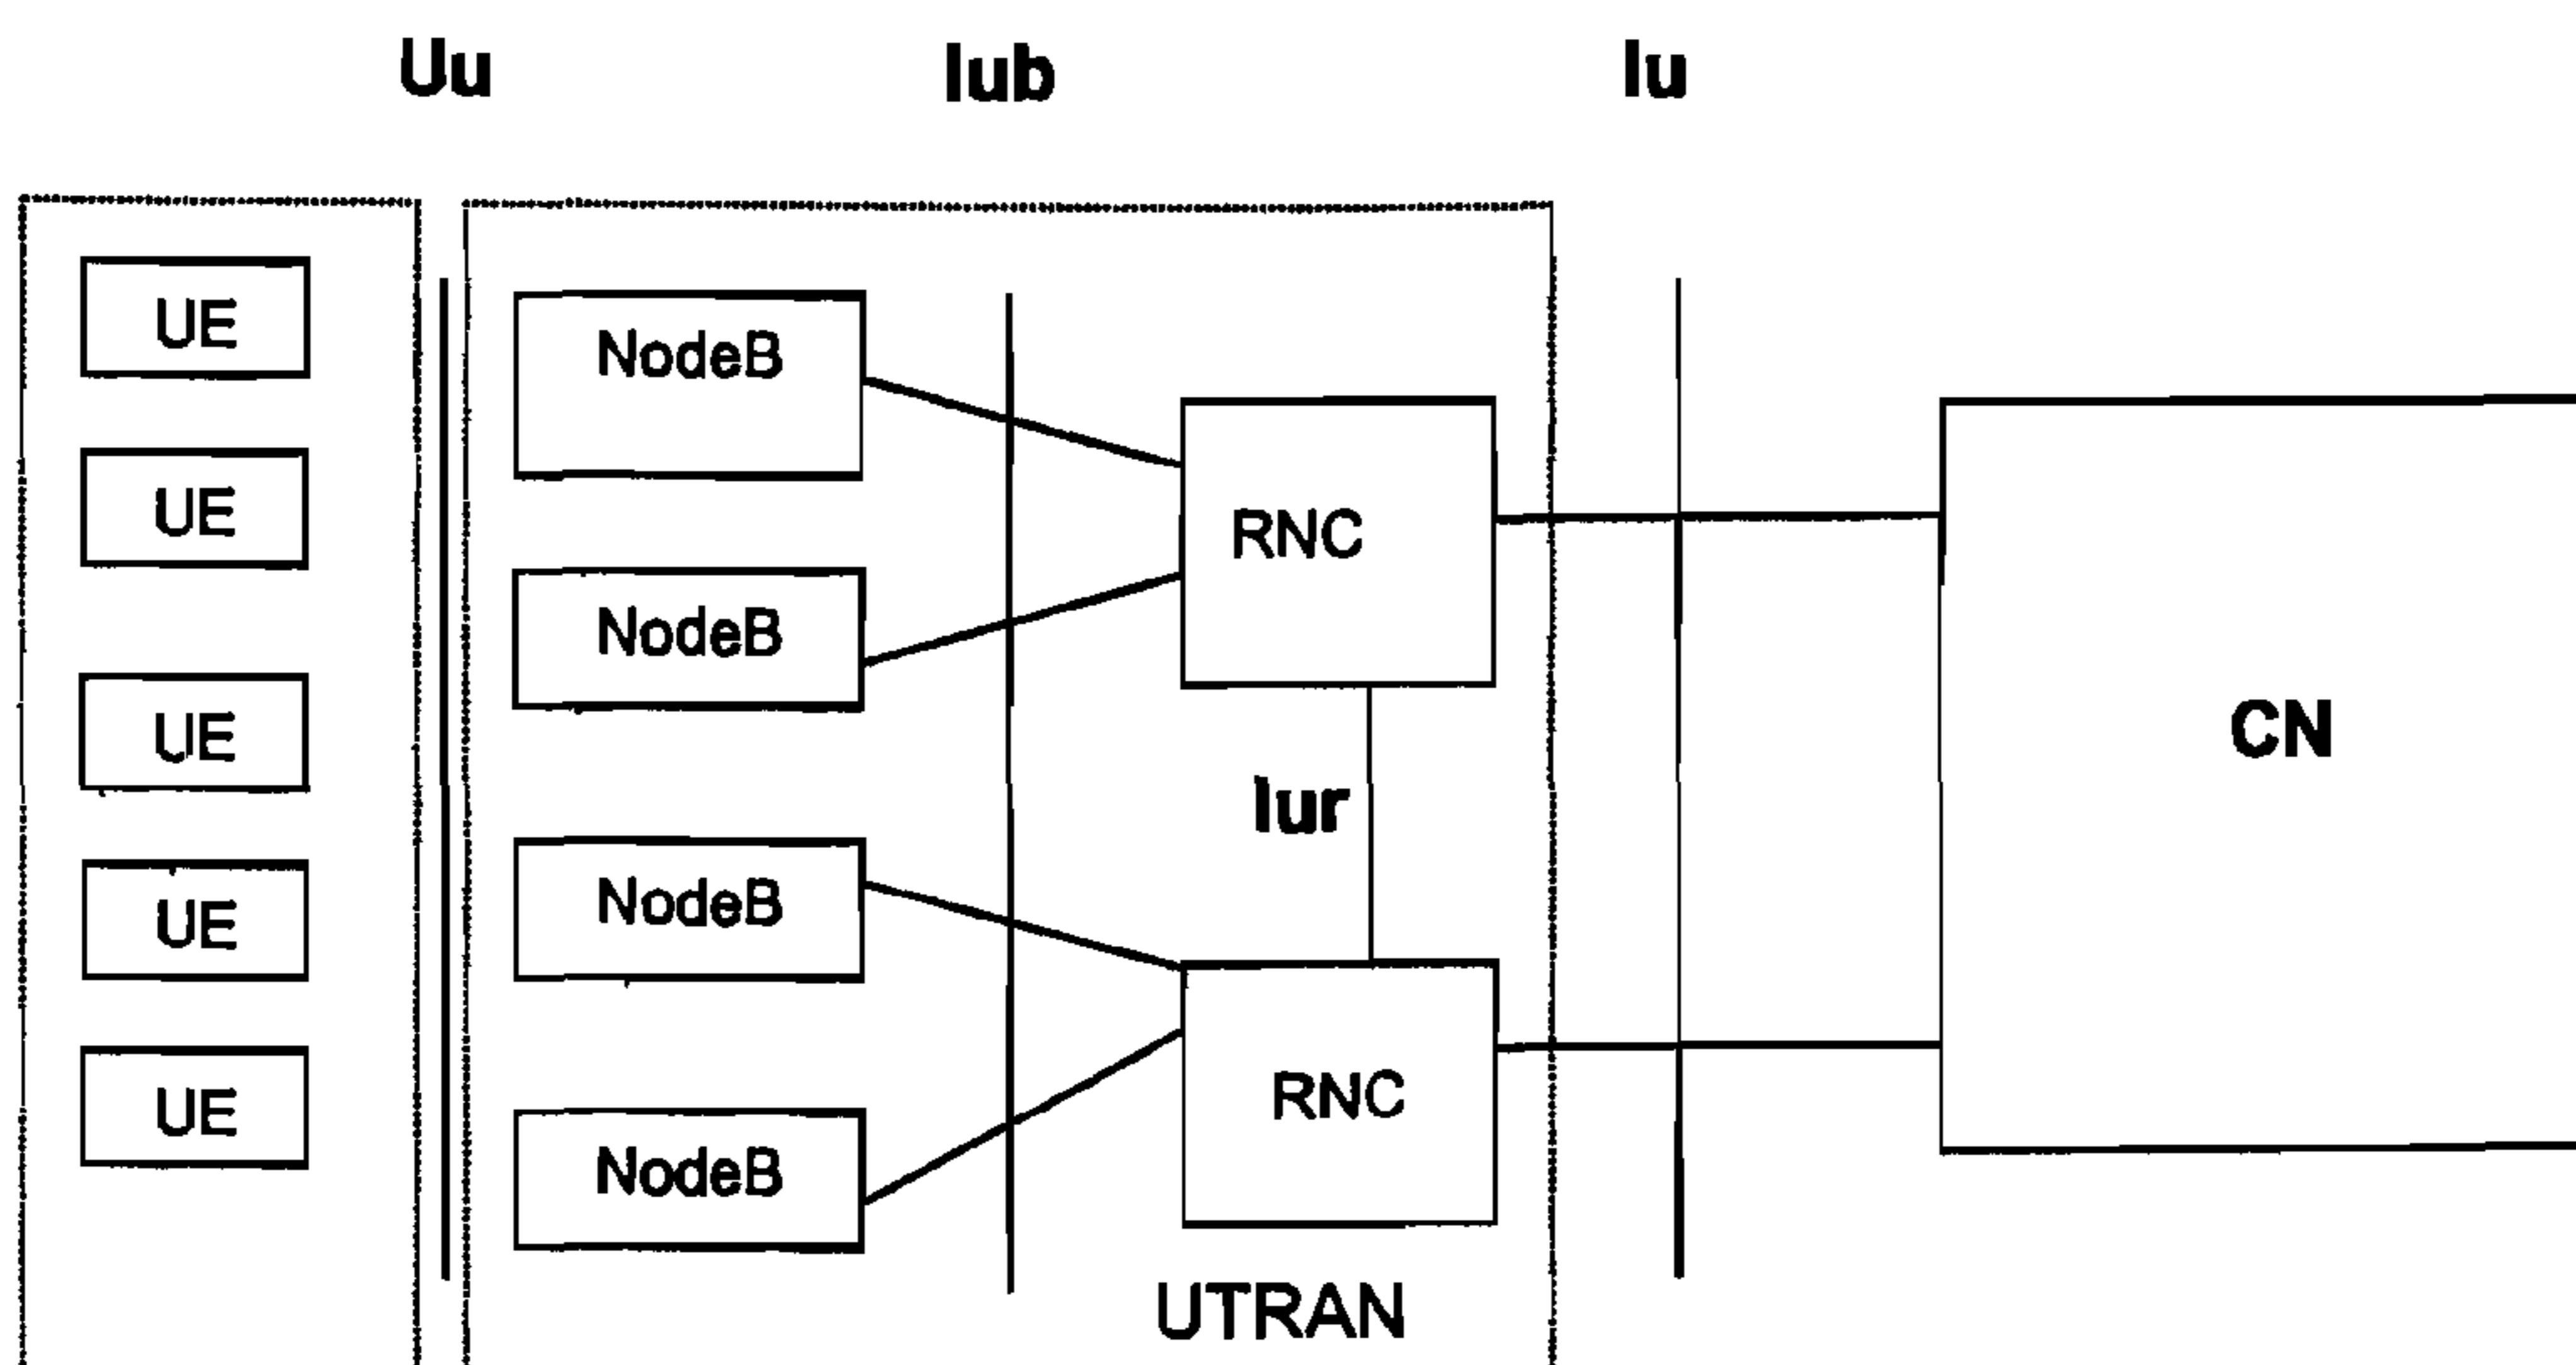 Uu Iub Iu
UE
UE
UE
UE
UE
NodeB
NodeB
NodeB
NodeB
RNC
Iur
RNC
UTRAN
CN